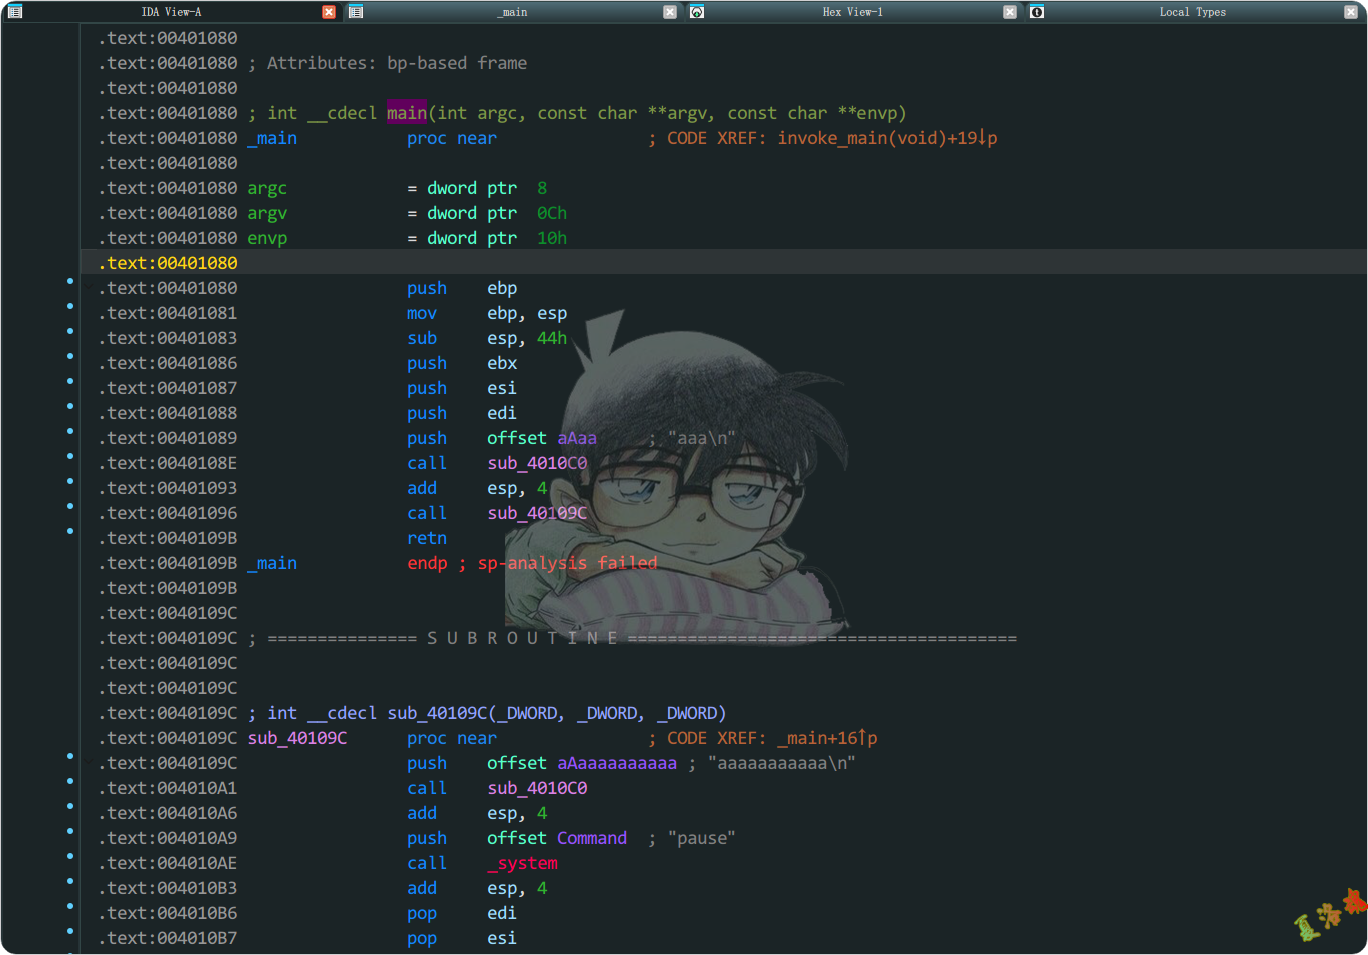 IDA View-A
_main
Hex View-1
Local Types
.text:00401080
.text:00401080 ; Attributes: bp-based frame
.text:00401080
.text:00401080 ; int __cdecl main(int argc, const char **argv, const char **envp)
.text:00401080 _main proc near ; CODE XREF: invoke_main(void)+19↓p
.text:00401080
.text:00401080 argc = dword ptr 8
.text:00401080 argv = dword ptr 0Ch
.text:00401080 envp = dword ptr 10h
.text:00401080
.text:00401080 push ebp
.text:00401081 mov ebp, esp
.text:00401083 sub esp, 44h
.text:00401086 push ebx
.text:00401087 push esi
.text:00401088 push edi
.text:00401089 push offset aAaa ; "aaa\n"
.text:0040108E call sub_4010C0
.text:00401093 add esp, 4
.text:00401096 call sub_40109C
.text:0040109B retn
.text:0040109B _main endp ; sp-analysis failed
.text:0040109B
.text:0040109C
.text:0040109C ; =============== S U B R O U T I N E =======================================
.text:0040109C
.text:0040109C
.text:0040109C ; int __cdecl sub_40109C(_DWORD, _DWORD, _DWORD)
.text:0040109C sub_40109C proc near ; CODE XREF: _main+16↑p
.text:0040109C push offset aAaaaaaaaaaa ; "aaaaaaaaaaa\n"
.text:004010A1 call sub_4010C0
.text:004010A6 add esp, 4
.text:004010A9 push offset Command ; "pause"
.text:004010AE call _system
.text:004010B3 add esp, 4
.text:004010B6 pop edi
.text:004010B7 pop esi